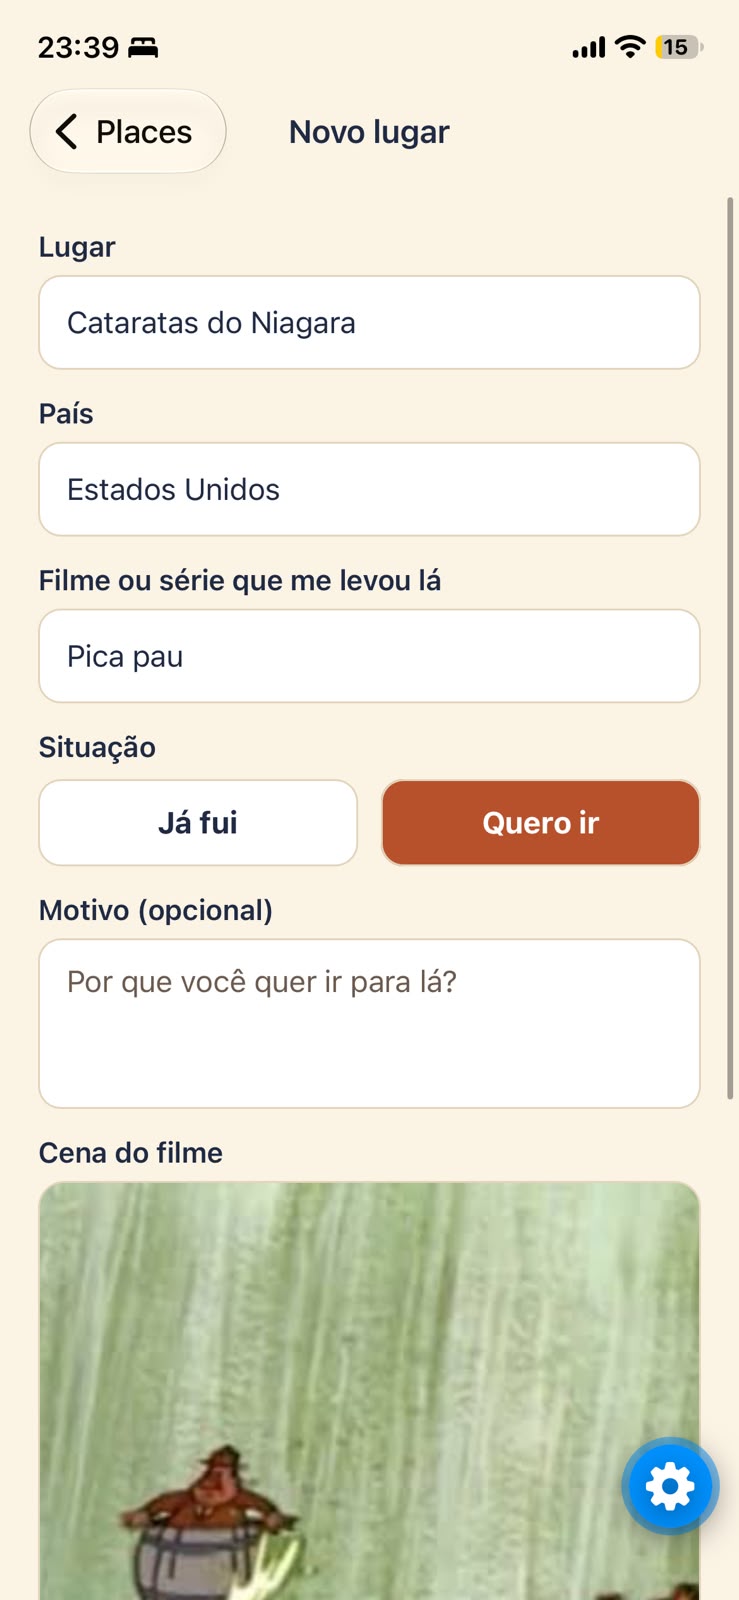 23:39
15
Places
Novo lugar
Lugar
Cataratas do Niagara
País
Estados Unidos
Filme ou série que me levou lá
Pica pau
Situação
Já fui
Quero ir
Motivo (opcional)
Por que você quer ir para lá?
Cena do filme